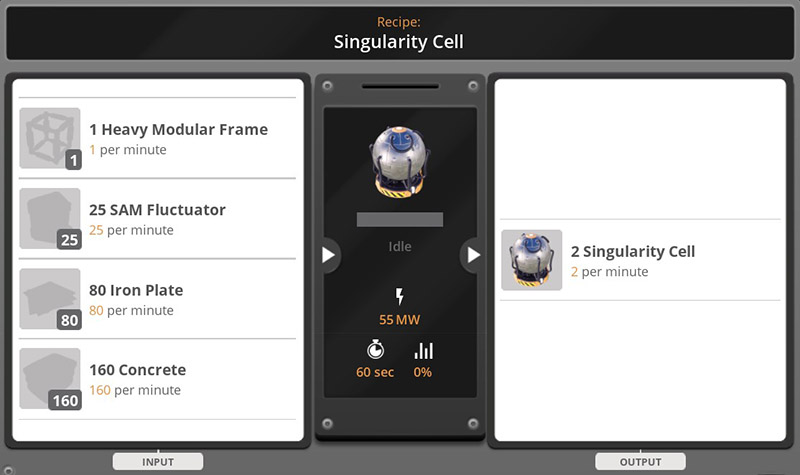 Recipe:
Singularity Cell
1 Heavy Modular Frame
1 per minute
1
25 SAM Fluctuator
25 per minute
25
80 Iron Plate
80 per minute
80
160 Concrete
160 per minute
160
Idle
55 MW
60 sec
0%
2 Singularity Cell
2 per minute
INPUT
OUTPUT